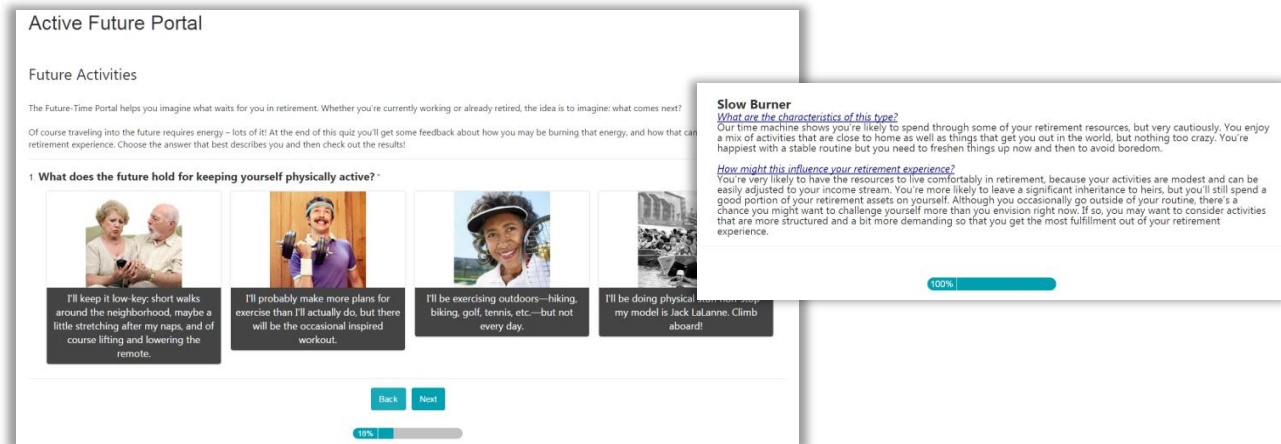 Active Future Portal
Future Activities
The Future-Time Portal helps you imagine what waits for you in retirement. Whether you're currently working or already retired, the idea is to imagine: what comes next?
Of course traveling into the future requires energy – lots of it! At the end of this quiz you'll get some feedback about how you may be burning that energy, and how that can
retirement experience. Choose the answer that best describes you and then check out the results!
1. What does the future hold for keeping yourself physically active? *
I'll keep it low-key: short walks
around the neighborhood, maybe a
little stretching after my naps, and of
course lifting and lowering the
remote.
I'll probably make more plans for
exercise than I'll actually do, but there
will be the occasional inspired
workout.
I'll be exercising outdoors—hiking,
biking, golf, tennis, etc.—but not
every day.
I'll be doing physical
my model is Jack LaLanne. Climb
aboard!
Back
Next
18%
Slow Burner
What are the characteristics of this type?
Our time machine shows you're likely to spend through some of your retirement resources, but very cautiously. You enjoy
a mix of activities that are close to home as well as things that get you out in the world, but nothing too crazy. You're
happiest with a stable routine but you need to freshen things up now and then to avoid boredom.
How might this influence your retirement experience?
You're very likely to have the resources to live comfortably in retirement, because your activities are modest and can be
easily adjusted to your income stream. You're more likely to leave a significant inheritance to heirs, but you'll still spend a
good portion of your retirement assets on yourself. Although you occasionally go outside of your routine, there's a
chance you might want to challenge yourself more than you envision right now. If so, you may want to consider activities
that are more structured and a bit more demanding so that you get the most fulfillment out of your retirement
experience.
100%